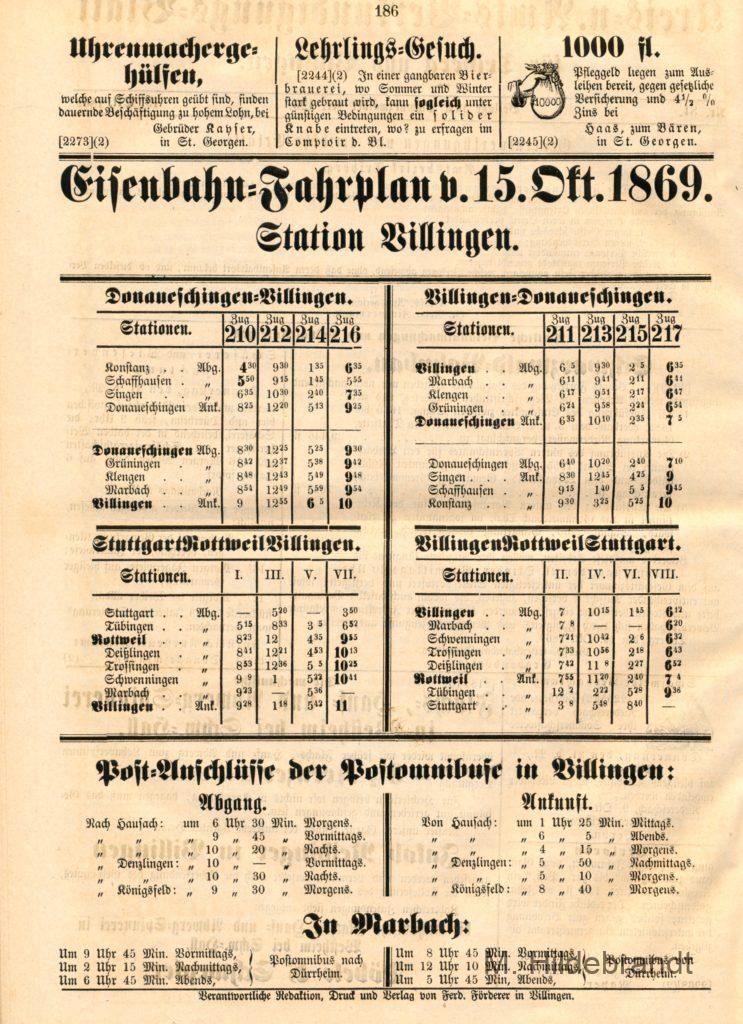 186
Uhrenmacherge-
hülfen,
welche auf Schiffsuhren geübt sind, finden
dauernde Beschäftigung zu hohem Lohn, bei
Gebrüder Kayser,
[2273](2) in St. Georgen.
Lehrlings-Gesuch.
[2244](2) In einer gangbaren Bier-
brauerei, wo Sommer und Winter
stark gebraut wird, kann sogleich unter
günstigen Bedingungen ein solider
Knabe eintreten, wo? zu erfragen im
Comptoir d. Bl.
1000 fl.
10000
Pfleggeld liegen zum Aus-
leihen bereit, gegen gesetzliche
Versicherung und 4 1/2 %
Zins bei
Haas, zum Bären,
[2245](2) in St. Georgen.
Eisenbahn-Fahrplan v. 15. Okt. 1869.
Station Villingen.
Donaueschingen-Villingen.
Stationen. Zug 210 Zug 212 Zug 214 Zug 216
Konstanz . . Abg. 4 30 9 30 1 35 6 35
Schaffhausen . „ 5 50 9 15 1 45 5 55
Singen . . „ 6 35 10 30 2 40 7 35
Donaueschingen Ank. 8 25 12 20 5 13 9 25
Donaueschingen Abg. 8 30 12 25 5 25 9 30
Grüningen . „ 8 42 12 37 5 38 9 42
Klengen . . „ 8 48 12 43 5 49 9 48
Marbach . . „ 8 54 12 49 5 59 9 54
Villingen . . Ank. 9 12 55 6 5 10
Villingen-Donaueschingen.
Stationen. Zug 211 Zug 213 Zug 215 Zug 217
Villingen . . Abg. 6 5 9 30 2 5 6 35
Marbach . . „ 6 11 9 41 2 11 6 41
Klengen . . „ 6 17 9 51 2 17 6 47
Grüningen . . „ 6 24 9 58 2 24 6 54
Donaueschingen Ank. 6 35 10 10 2 35 7 5
Donaueschingen Abg. 6 40 10 20 2 40 7 10
Singen . . Ank. 8 30 12 45 4 25 9
Schaffhausen . „ 9 15 1 40 5 5 9 45
Konstanz . . „ 9 30 3 25 5 25 10
Stuttgart Rottweil Villingen.
Stationen. I. III. V. VII.
Stuttgart . . Abg. — 5 20 — 3 50
Tübingen . . „ 5 15 8 33 3 5 6 52
Rottweil . . „ 8 23 12 4 35 9 55
Deißlingen . . „ 8 41 12 21 4 53 10 13
Trossingen . . „ 8 53 12 36 5 5 10 25
Schwenningen . „ 9 9 1 5 22 10 41
Marbach . . „ 9 23 — 5 36 —
Villingen . . Ank. 9 28 1 18 5 42 11
Villingen Rottweil Stuttgart.
Stationen. II. IV. VI. VIII.
Villingen . . Abg. 7 10 15 1 45 6 12
Marbach . . „ 7 8 — — 6 20
Schwenningen „ 7 21 10 42 2 6 6 32
Trossingen . „ 7 33 10 56 2 18 6 43
Deißlingen . „ 7 42 11 8 2 27 6 52
Rottweil . . Ank. 7 55 11 20 2 40 7 4
Tübingen . . „ 12 2 2 22 5 28 9 36
Stuttgart . . „ 3 8 5 48 8 40 —
Post-Anschlüsse der Postomnibuse in Villingen:
Abgang.
Nach Hausach: um 6 Uhr 30 Min. Morgens.
„ „ „ 9 „ 45 „ Vormittags.
„ „ „ 10 „ 20 „ Nachts.
„ Denzlingen: „ 10 „ — „ Vormittags.
„ „ „ 10 „ 30 „ Nachts.
„ Königsfeld: „ 9 „ 30 „ Morgens.
Ankunft.
Von Hausach: um 1 Uhr 25 Min. Mittags.
„ „ „ 6 „ 5 „ Abends.
„ „ „ 4 „ 15 „ Morgens.
„ Denzlingen: „ 5 „ 50 „ Nachmittags.
„ „ „ 5 „ 10 „ Morgens.
„ Königsfeld: „ 8 „ 40 „ Morgens.
In Marbach:
Um 9 Uhr 45 Min. Vormittags,
Um 2 Uhr 15 Min. Nachmittags,
Um 6 Uhr 45 Min. Abends,
Postomnibus nach
Dürrheim.
Um 8 Uhr 45 Min. Vormittags,
Um 12 Uhr 10 Min. Nachmittags
Um 5 Uhr 45 Min. Abends,
Postomnibus von
Dürrheim.
M. Hildebrandt
Verantwortliche Redaktion, Druck und Verlag von Ferd. Förderer in Villingen.